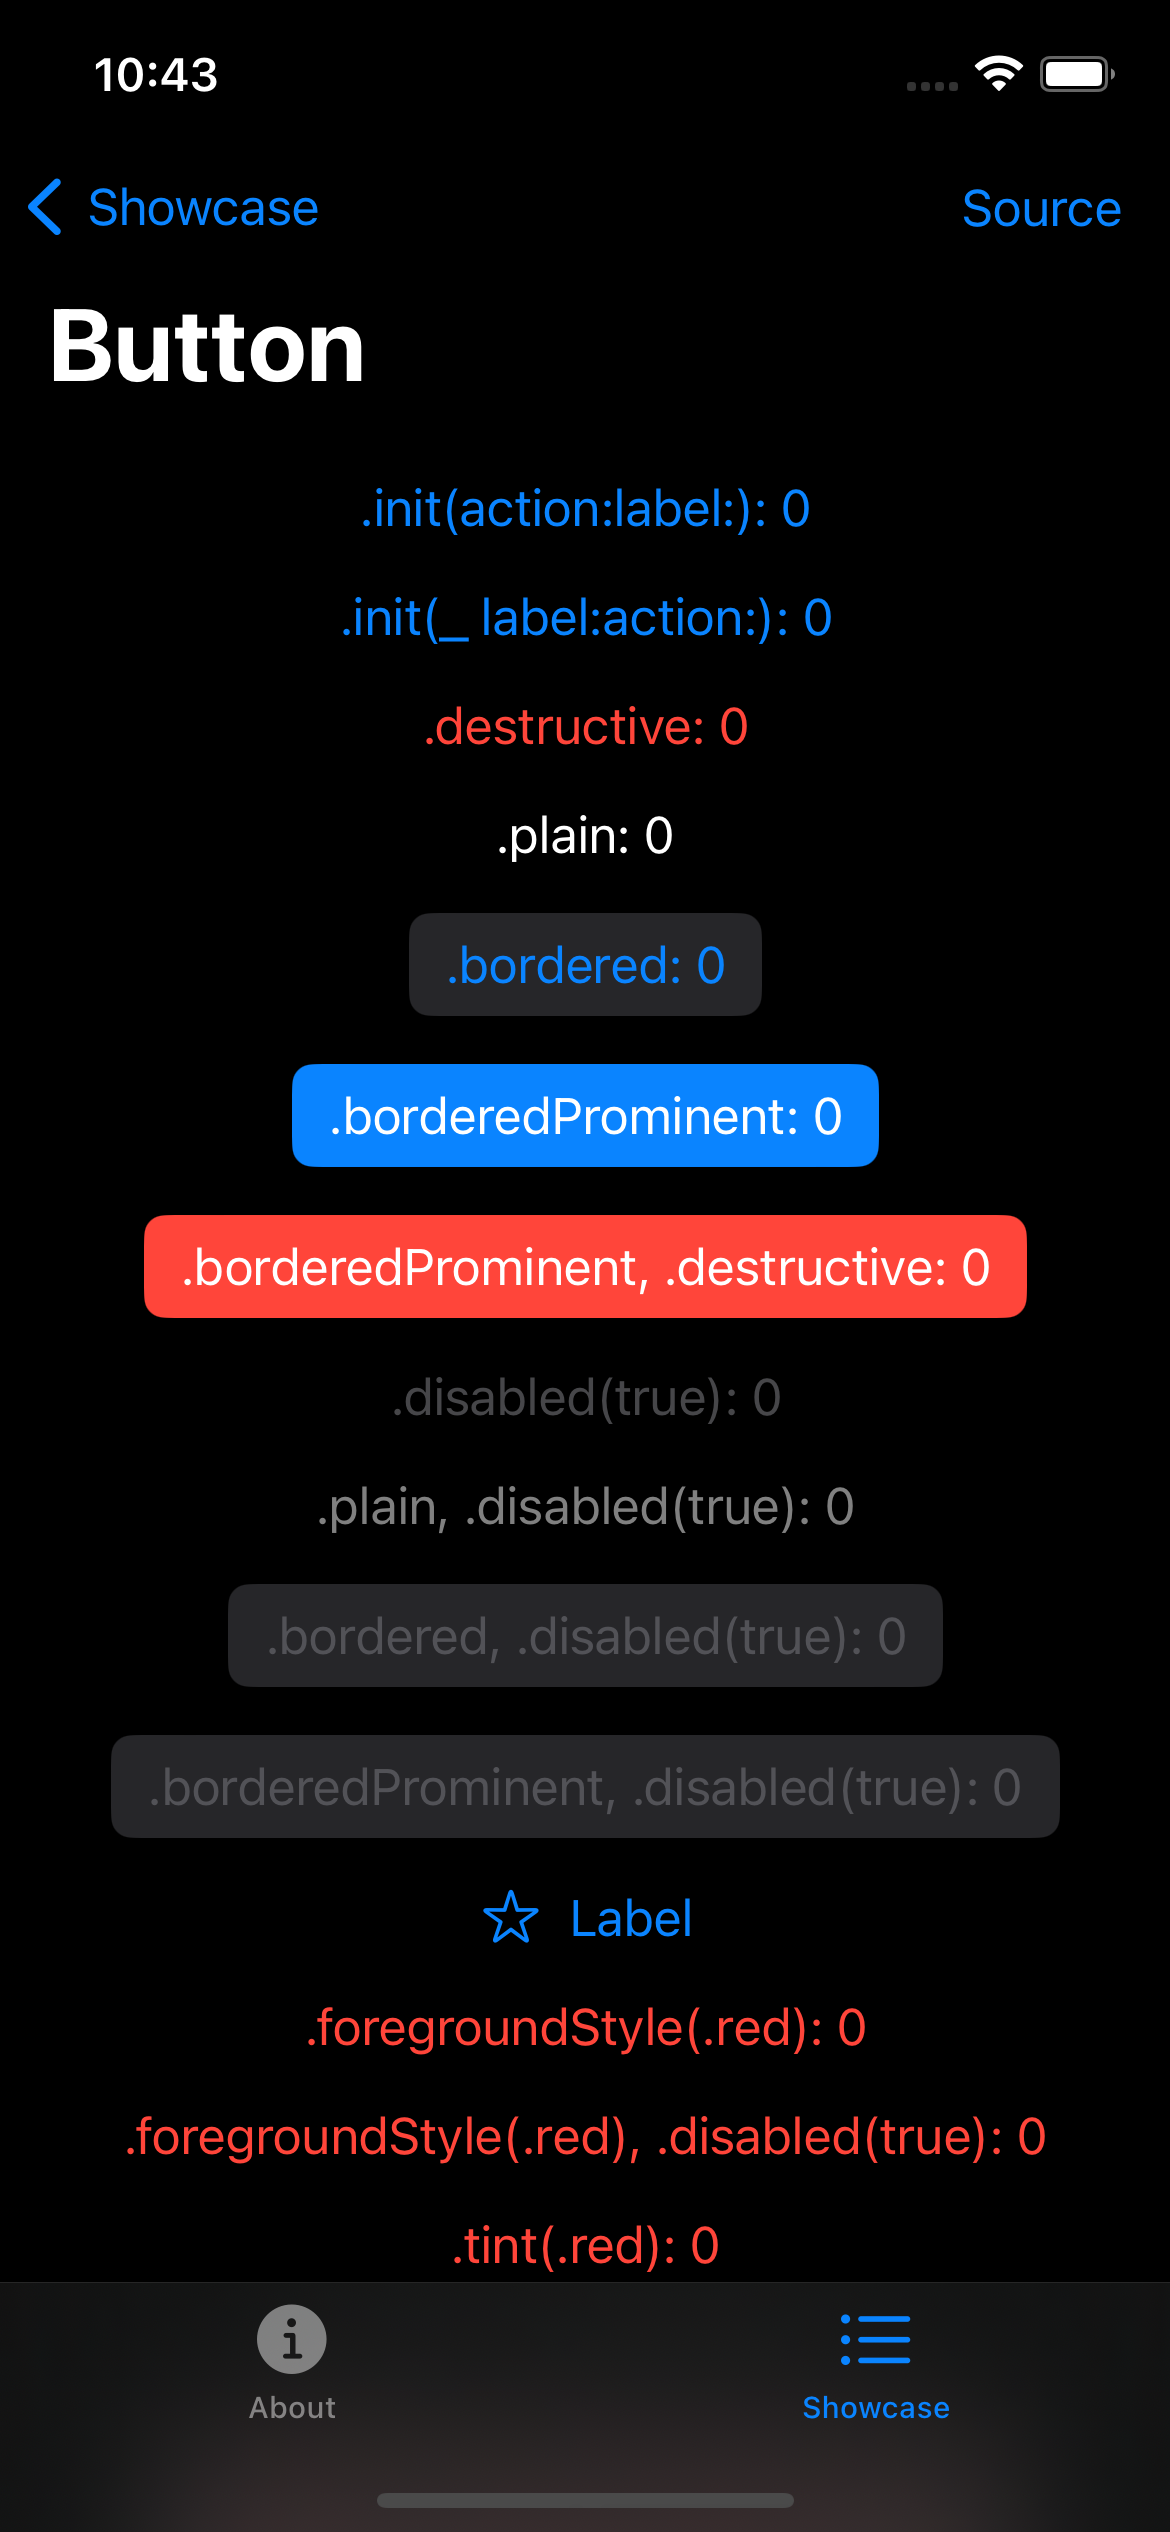 10:43
Showcase
Source
Button
.init(action:label:): 0
.init(_ label:action:): 0
.destructive: 0
.plain: 0
.bordered: 0
.borderedProminent: 0
.borderedProminent, .destructive: 0
.disabled(true): 0
.plain, .disabled(true): 0
.bordered, .disabled(true): 0
.borderedProminent, .disabled(true): 0
Label
.foregroundStyle(.red): 0
.foregroundStyle(.red), .disabled(true): 0
.tint(.red): 0
About
Showcase